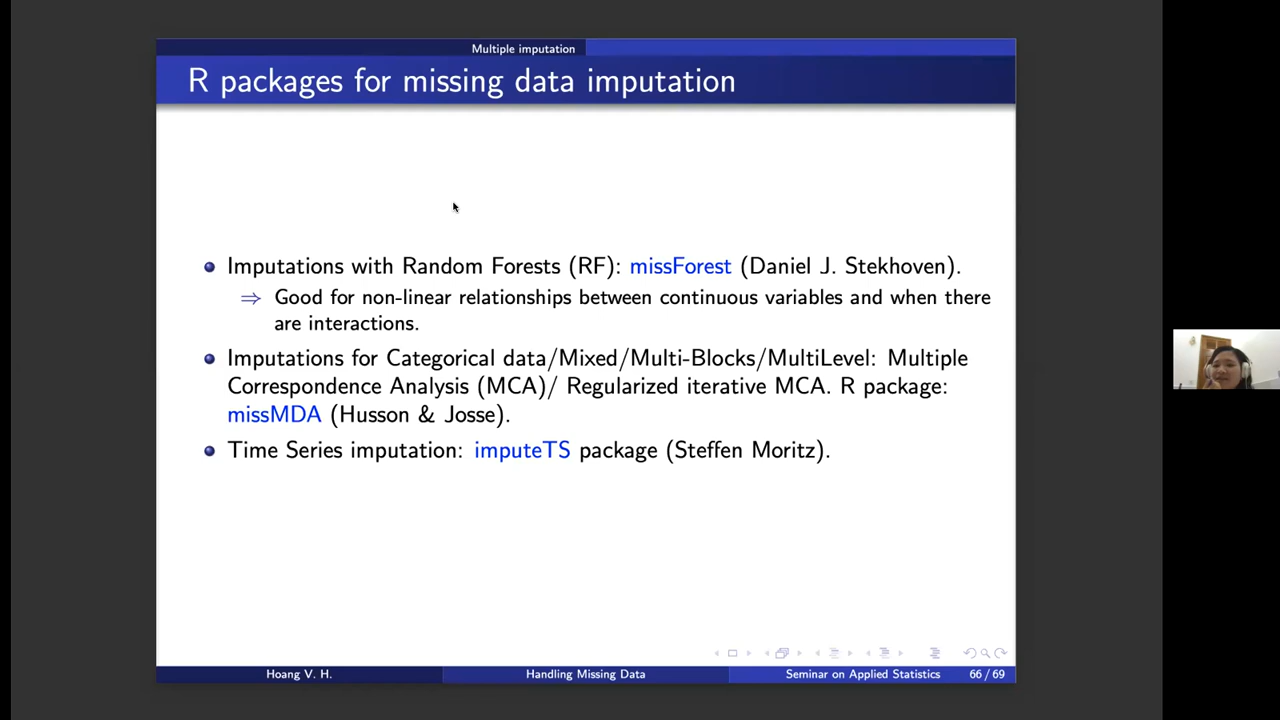 Multiple imputation
R packages for missing data imputation
Imputations with Random Forests (RF): missForest (Daniel J. Stekhoven).
⇒ Good for non-linear relationships between continuous variables and when there
are interactions.
Imputations for Categorical data/Mixed/Multi-Blocks/MultiLevel: Multiple
Correspondence Analysis (MCA)/ Regularized iterative MCA. R package:
missMDA (Husson & Josse).
Time Series imputation: imputeTS package (Steffen Moritz).
Hoang V. H. Handling Missing Data Seminar on Applied Statistics 66 / 69